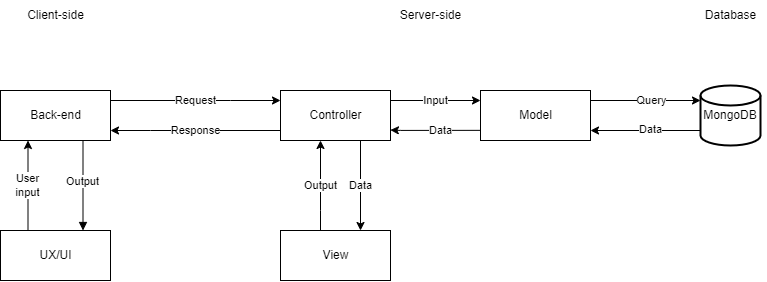 Client-side
Server-side
Database
Back-end
Request
Response
Controller
Input
Data
Model
Query
Data
MongoDB
User
input
Output
Output
Data
UX/UI
View